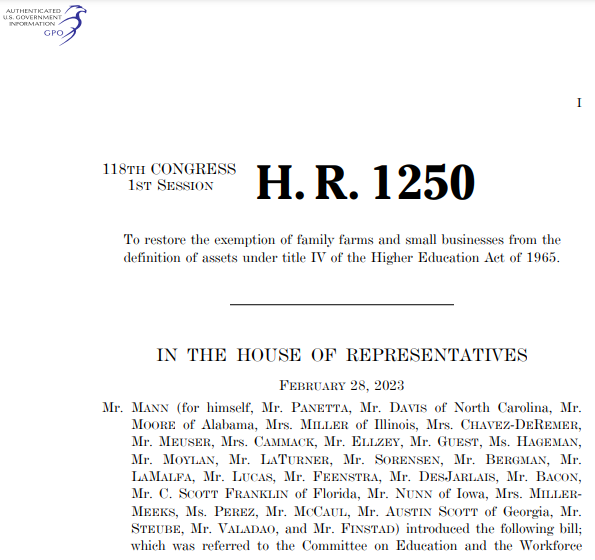 AUTHENTICATED
U.S. GOVERNMENT
INFORMATION
GPO
I
118TH CONGRESS
1ST SESSION
H. R. 1250
To restore the exemption of family farms and small businesses from the
definition of assets under title IV of the Higher Education Act of 1965.
IN THE HOUSE OF REPRESENTATIVES
FEBRUARY 28, 2023
Mr. MANN (for himself, Mr. PANETTA, Mr. DAVIS of North Carolina, Mr.
MOORE of Alabama, Mrs. MILLER of Illinois, Mrs. CHAVEZ-DEREMER,
Mr. MEUSER, Mrs. CAMMACK, Mr. ELLZEY, Mr. GUEST, Ms. HAGEMAN,
Mr. MOYLAN, Mr. LATURNER, Mr. SORENSEN, Mr. BERGMAN, Mr.
LAMALFA, Mr. LUCAS, Mr. FEENSTRA, Mr. DESJARLAIS, Mr. BACON,
Mr. C. SCOTT FRANKLIN of Florida, Mr. NUNN of Iowa, Mrs. MILLER-
MEEKS, Ms. PEREZ, Mr. MCCAUL, Mr. AUSTIN SCOTT of Georgia, Mr.
STEUBE, Mr. VALADAO, and Mr. FINSTAD) introduced the following bill;
which was referred to the Committee on Education and the Workforce